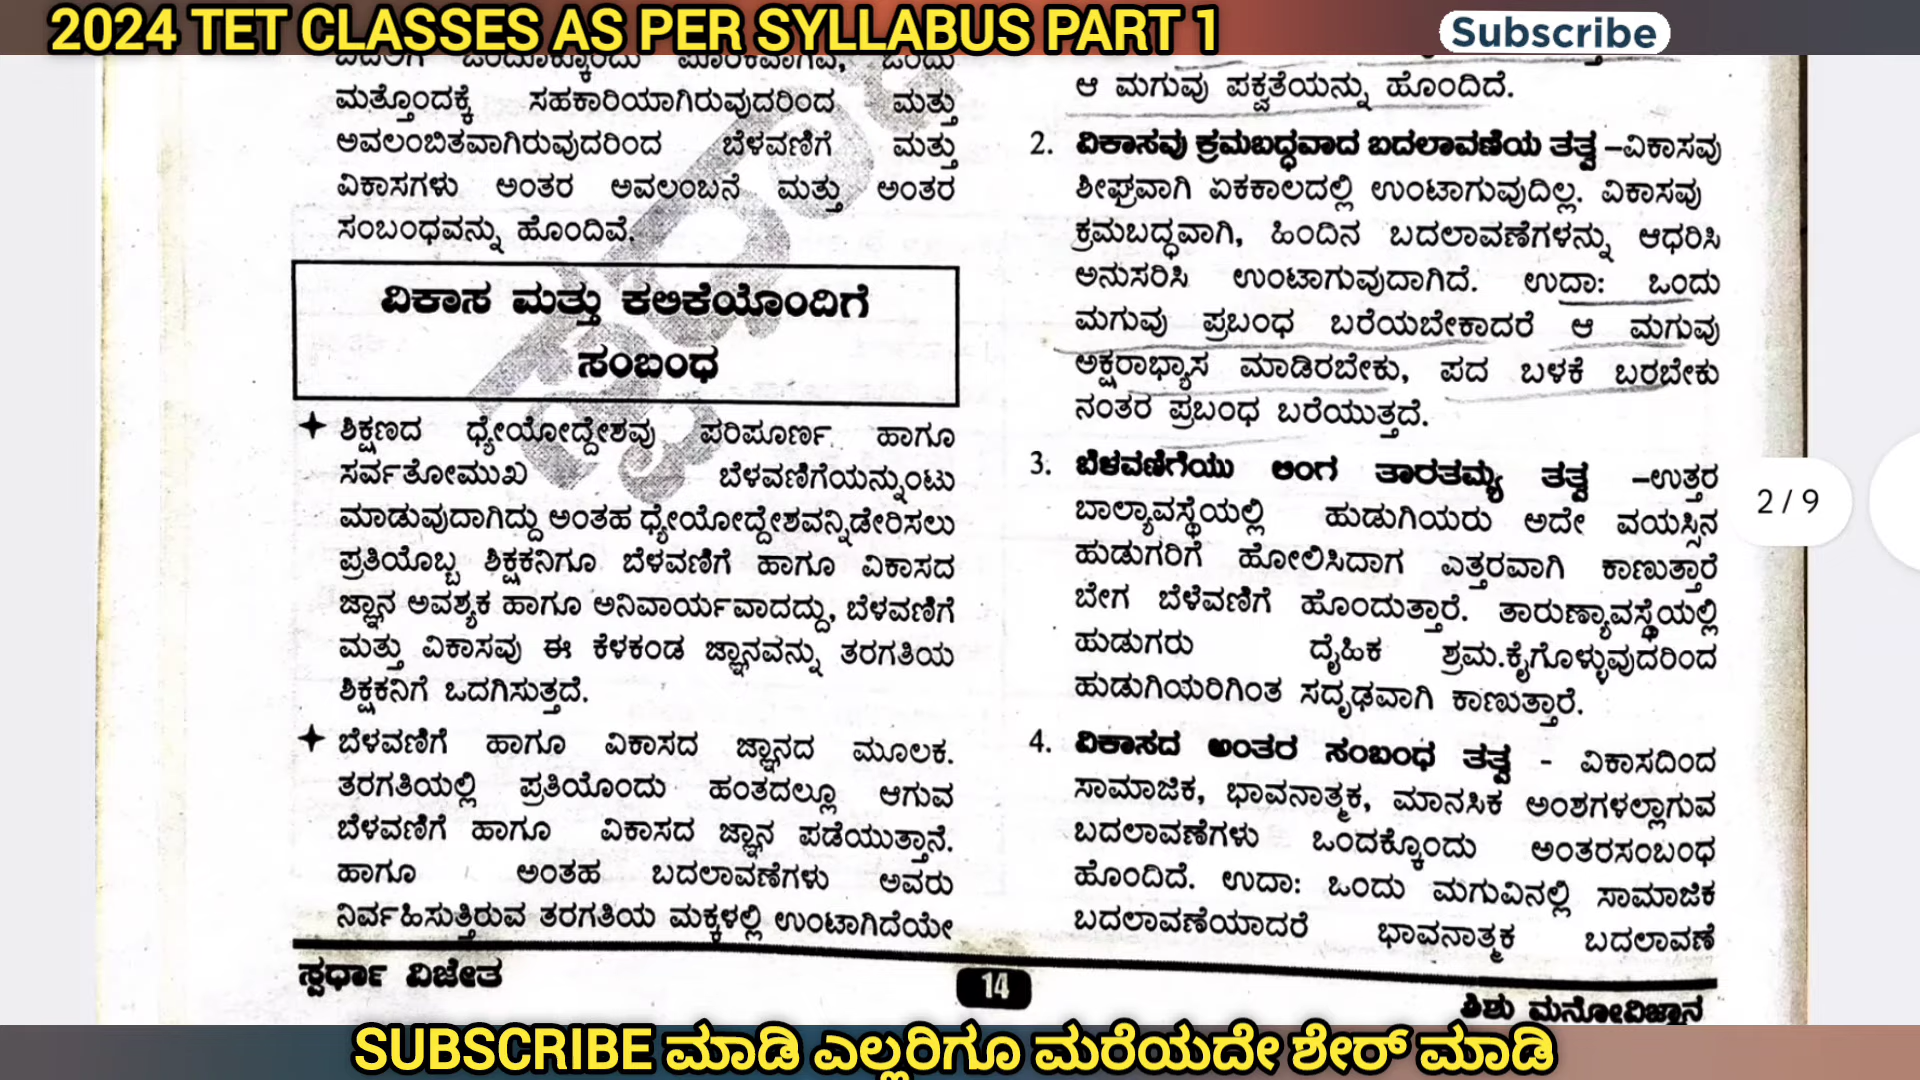 2024 TET CLASSES AS PER SYLLABUS PART 1
Subscribe
ಮತ್ತೊಂದಕ್ಕೆ ಸಹಕಾರಿಯಾಗಿರುವುದರಿಂದ ಮತ್ತು
ಅವಲಂಬಿತವಾಗಿರುವುದರಿಂದ ಬೆಳವಣಿಗೆ ಮತ್ತು
ವಿಕಾಸಗಳು ಅಂತರ ಅವಲಂಬನೆ ಮತ್ತು ಅಂತರ
ಸಂಬಂಧವನ್ನು ಹೊಂದಿವೆ.
ವಿಕಾಸ ಮತ್ತು ಕಲಿಕೆಯೊಂದಿಗೆ
ಸಂಬಂಧ
ಶಿಕ್ಷಣದ ಧ್ಯೇಯೋದ್ದೇಶವು ಪರಿಪೂರ್ಣ ಹಾಗೂ
ಸರ್ವತೋಮುಖ ಬೆಳವಣಿಗೆಯನ್ನುಂಟು
ಮಾಡುವುದಾಗಿದ್ದು ಅಂತಹ ಧ್ಯೇಯೋದ್ದೇಶವನ್ನಿಡೇರಿಸಲು
ಪ್ರತಿಯೊಬ್ಬ ಶಿಕ್ಷಕನಿಗೂ ಬೆಳವಣಿಗೆ ಹಾಗೂ ವಿಕಾಸದ
ಜ್ಞಾನ ಅವಶ್ಯಕ ಹಾಗೂ ಅನಿವಾರ್ಯವಾದದ್ದು, ಬೆಳವಣಿಗೆ
ಮತ್ತು ವಿಕಾಸವು ಈ ಕೆಳಕಂಡ ಜ್ಞಾನವನ್ನು ತರಗತಿಯ
ಶಿಕ್ಷಕನಿಗೆ ಒದಗಿಸುತ್ತದೆ.
ಬೆಳವಣಿಗೆ ಹಾಗೂ ವಿಕಾಸದ ಜ್ಞಾನದ ಮೂಲಕ.
ತರಗತಿಯಲ್ಲಿ ಪ್ರತಿಯೊಂದು ಹಂತದಲ್ಲೂ ಆಗುವ
ಬೆಳವಣಿಗೆ ಹಾಗೂ ವಿಕಾಸದ ಜ್ಞಾನ ಪಡೆಯುತ್ತಾನೆ.
ಹಾಗೂ ಅಂತಹ ಬದಲಾವಣೆಗಳು ಅವರು
ನಿರ್ವಹಿಸುತ್ತಿರುವ ತರಗತಿಯ ಮಕ್ಕಳಲ್ಲಿ ಉಂಟಾಗಿದೆಯೇ
ಆ ಮಗುವು ಪಕ್ವತೆಯನ್ನು ಹೊಂದಿದೆ.
2. ವಿಕಾಸವು ಕ್ರಮಬದ್ಧವಾದ ಬದಲಾವಣೆಯ ತತ್ವ –ವಿಕಾಸವು
ಶೀಘ್ರವಾಗಿ ಏಕಕಾಲದಲ್ಲಿ ಉಂಟಾಗುವುದಿಲ್ಲ. ವಿಕಾಸವು
ಕ್ರಮಬದ್ಧವಾಗಿ, ಹಿಂದಿನ ಬದಲಾವಣೆಗಳನ್ನು ಆಧರಿಸಿ
ಅನುಸರಿಸಿ ಉಂಟಾಗುವುದಾಗಿದೆ. ಉದಾ: ಒಂದು
ಮಗುವು ಪ್ರಬಂಧ ಬರೆಯಬೇಕಾದರೆ ಆ ಮಗುವು
ಅಕ್ಷರಾಭ್ಯಾಸ ಮಾಡಿರಬೇಕು, ಪದ ಬಳಕೆ ಬರಬೇಕು
ನಂತರ ಪ್ರಬಂಧ ಬರೆಯುತ್ತದೆ.
3. ಬೆಳವಣಿಗೆಯು ಲಿಂಗ ತಾರತಮ್ಯ ತತ್ವ –ಉತ್ತರ
ಬಾಲ್ಯಾವಸ್ಥೆಯಲ್ಲಿ ಹುಡುಗಿಯರು ಅದೇ ವಯಸ್ಸಿನ
ಹುಡುಗರಿಗೆ ಹೋಲಿಸಿದಾಗ ಎತ್ತರವಾಗಿ ಕಾಣುತ್ತಾರೆ
ಬೇಗ ಬೆಳೆವಣಿಗೆ ಹೊಂದುತ್ತಾರೆ. ತಾರುಣ್ಯಾವಸ್ಥೆಯಲ್ಲಿ
ಹುಡುಗರು ದೈಹಿಕ ಶ್ರಮ.ಕೈಗೊಳ್ಳುವುದರಿಂದ
ಹುಡುಗಿಯರಿಗಿಂತ ಸದೃಢವಾಗಿ ಕಾಣುತ್ತಾರೆ.
4. ವಿಕಾಸದ ಅಂತರ ಸಂಬಂಧ ತತ್ವ - ವಿಕಾಸದಿಂದ
ಸಾಮಾಜಿಕ, ಭಾವನಾತ್ಮಕ, ಮಾನಸಿಕ ಅಂಶಗಳಲ್ಲಾಗುವ
ಬದಲಾವಣೆಗಳು ಒಂದಕ್ಕೊಂದು ಅಂತರಸಂಬಂಧ
ಹೊಂದಿದೆ. ಉದಾ: ಒಂದು ಮಗುವಿನಲ್ಲಿ ಸಾಮಾಜಿಕ
ಬದಲಾವಣೆಯಾದರೆ ಭಾವನಾತ್ಮಕ ಬದಲಾವಣೆ
2 / 9
ಸ್ಪರ್ಧಾ ವಿಜೇತ
14
ಶಿಶು ಮನೋವಿಜ್ಞಾನ
SUBSCRIBE ಮಾಡಿ ಎಲ್ಲರಿಗೂ ಮರೆಯದೇ ಶೇರ್ ಮಾಡಿ